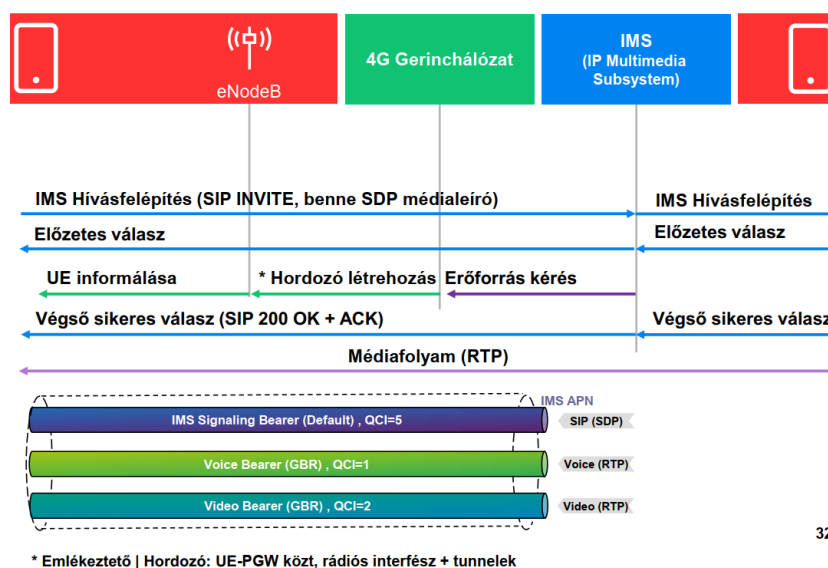 eNodeB
4G Gerinchálózat
IMS
(IP Multimedia
Subsystem)
IMS Hívásfelépítés (SIP INVITE, benne SDP médialeíró)
IMS Hívásfelépítés
Előzetes válasz
Előzetes válasz
UE informálása
* Hordozó létrehozás
Erőforrás kérés
Végső sikeres válasz (SIP 200 OK + ACK)
Végső sikeres válasz
Médiafolyam (RTP)
IMS APN
IMS Signaling Bearer (Default) , QCI=5
SIP (SDP)
Voice Bearer (GBR) , QCI=1
Voice (RTP)
Video Bearer (GBR) , QCI=2
Video (RTP)
32
* Emlékeztető | Hordozó: UE-PGW közt, rádiós interfész + tunnelek